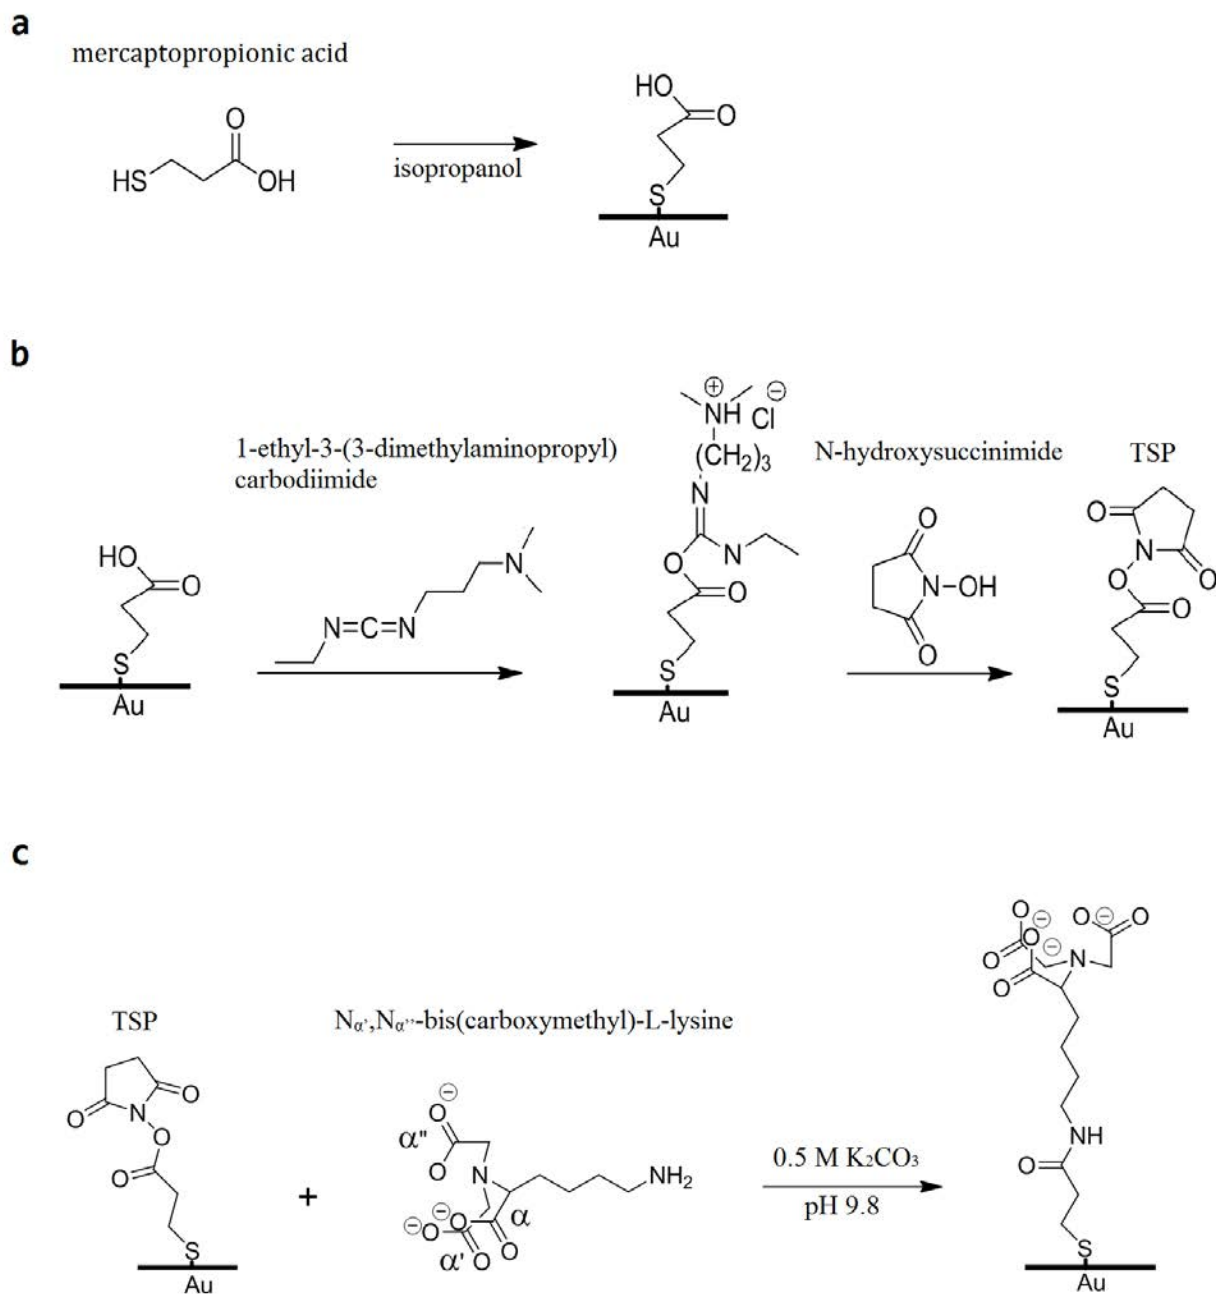 a
mercaptopropionic acid
O
HS
OH
isopropanol
HO
O
S
Au
b
1-ethyl-3-(3-dimethylaminopropyl)
carbodiimide
HO
O
S
Au
N=C=N
N
⊕
NH Cl ⊖
(CH₂)₃
N
N
O
O
S
Au
N-hydroxysuccinimide
O
N-OH
O
TSP
O
N
O
O
O
S
Au
c
TSP
O
O
N
O
O
S
Au
+
Nα',Nα''-bis(carboxymethyl)-L-lysine
⊖
O
α''
O
N
NH₂
⊖
⊖
O
O
α
α'
O
O
0.5 M K₂CO₃
pH 9.8
O
⊖
O
⊖
O
O
O
⊖
N
O
NH
O
S
Au